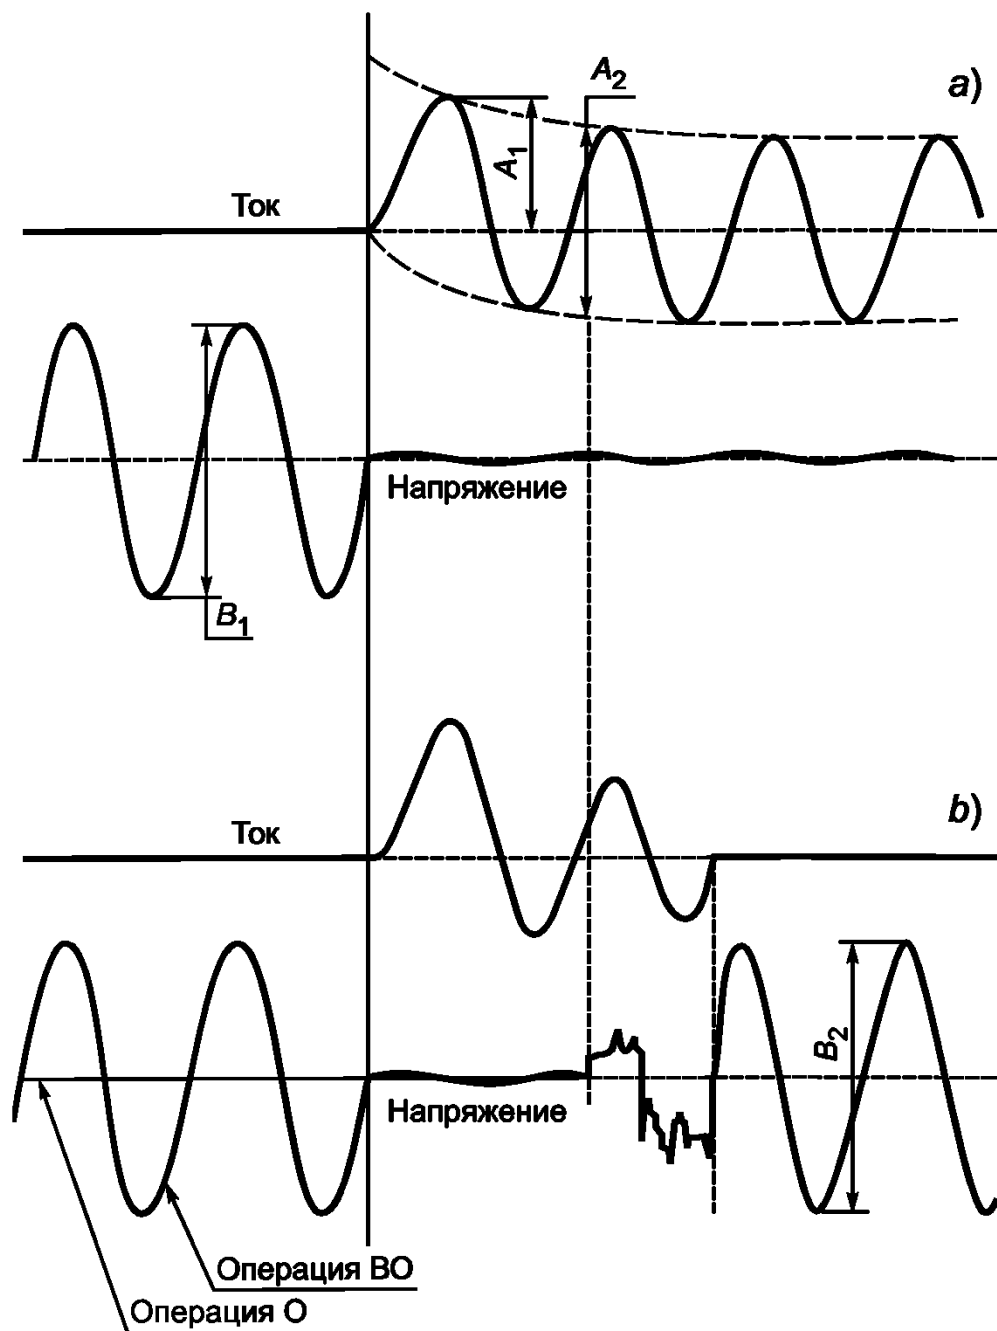 A₂
a)
A₁
Ток
Напряжение
B₁
b)
Ток
B₂
Напряжение
Операция ВО
Операция О